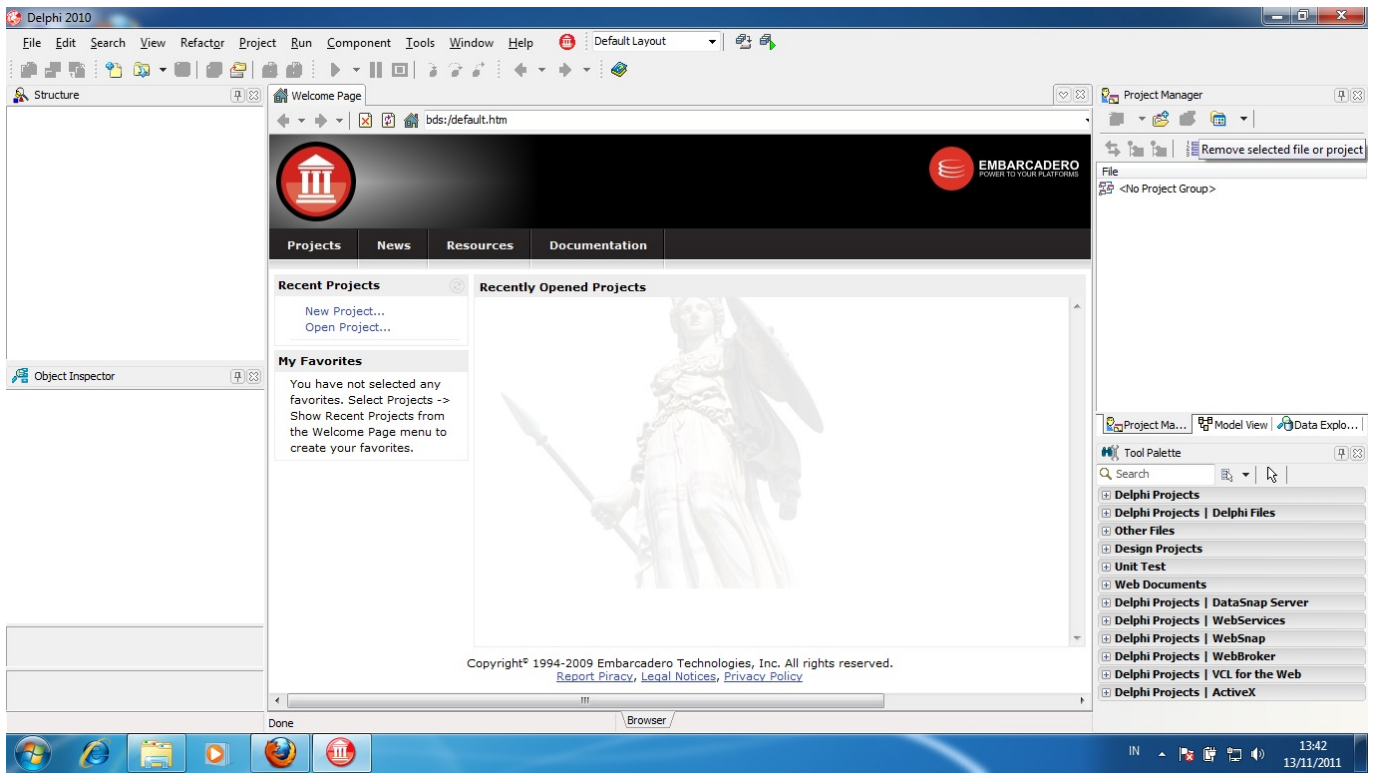 Delphi 2010
File Edit Search View Refactor Project Run Component Tools Window Help Default Layout
Structure
Welcome Page
bds:/default.htm
EMBARCADERO
POWER TO YOUR PLATFORMS
Projects News Resources Documentation
Recent Projects
New Project...
Open Project...
My Favorites
You have not selected any
favorites. Select Projects ->
Show Recent Projects from
the Welcome Page menu to
create your favorites.
Recently Opened Projects
Copyright© 1994-2009 Embarcadero Technologies, Inc. All rights reserved.
Report Piracy, Legal Notices, Privacy Policy
Done
Browser
Object Inspector
Project Manager
Remove selected file or project
File
<No Project Group>
Project Ma... Model View Data Explo...
Tool Palette
Search
Delphi Projects
Delphi Projects | Delphi Files
Other Files
Design Projects
Unit Test
Web Documents
Delphi Projects | DataSnap Server
Delphi Projects | WebServices
Delphi Projects | WebSnap
Delphi Projects | WebBroker
Delphi Projects | VCL for the Web
Delphi Projects | ActiveX
IN
13:42
13/11/2011